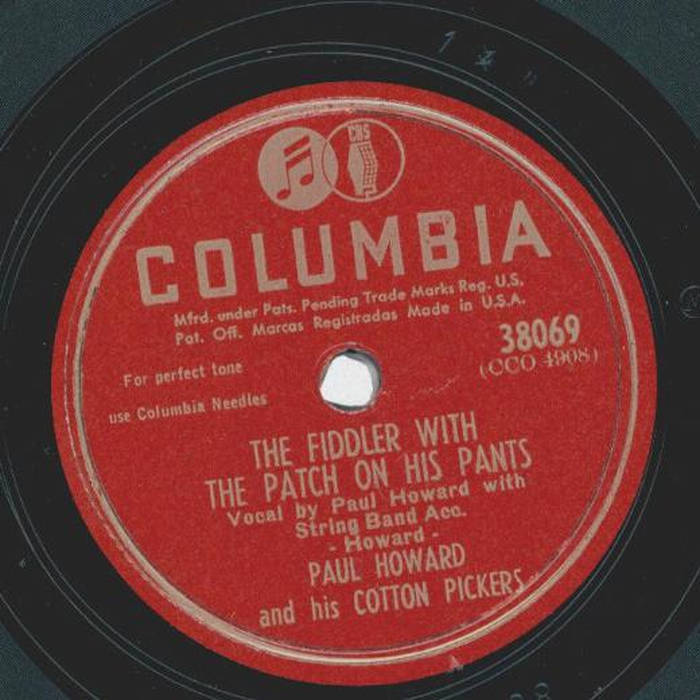 CBS
COLUMBIA
Mfrd. under Pats. Pending Trade Marks Reg. U.S.
Pat. Off. Marcas Registradas Made in U.S.A.
38069
(CCO 4908)
For perfect tone
use Columbia Needles
THE FIDDLER WITH
THE PATCH ON HIS PANTS
Vocal by Paul Howard with
String Band Acc.
- Howard -
PAUL HOWARD
and his COTTON PICKERS